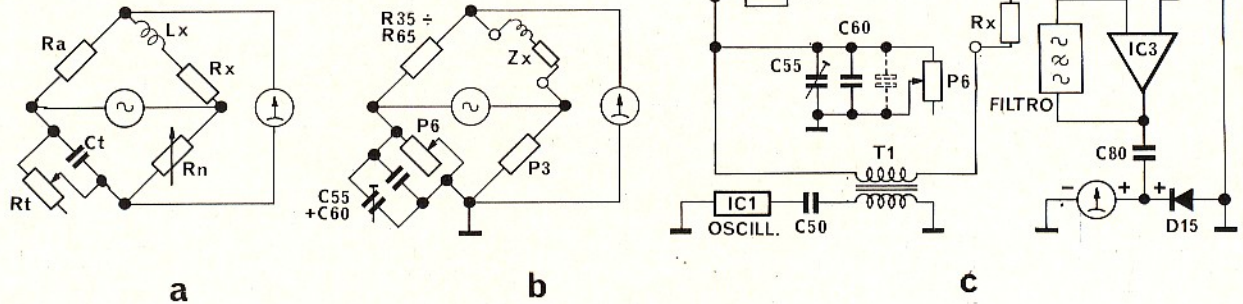 Ra
Lx
Rx
Ct
Rn
Rt
a
R35 ÷
R65
Zx
P6
P3
C55
+C60
b
C60
C55
P6
Rx
IC3
FILTRO
C80
T1
IC1
OSCILL.
C50
- + +
D15
c